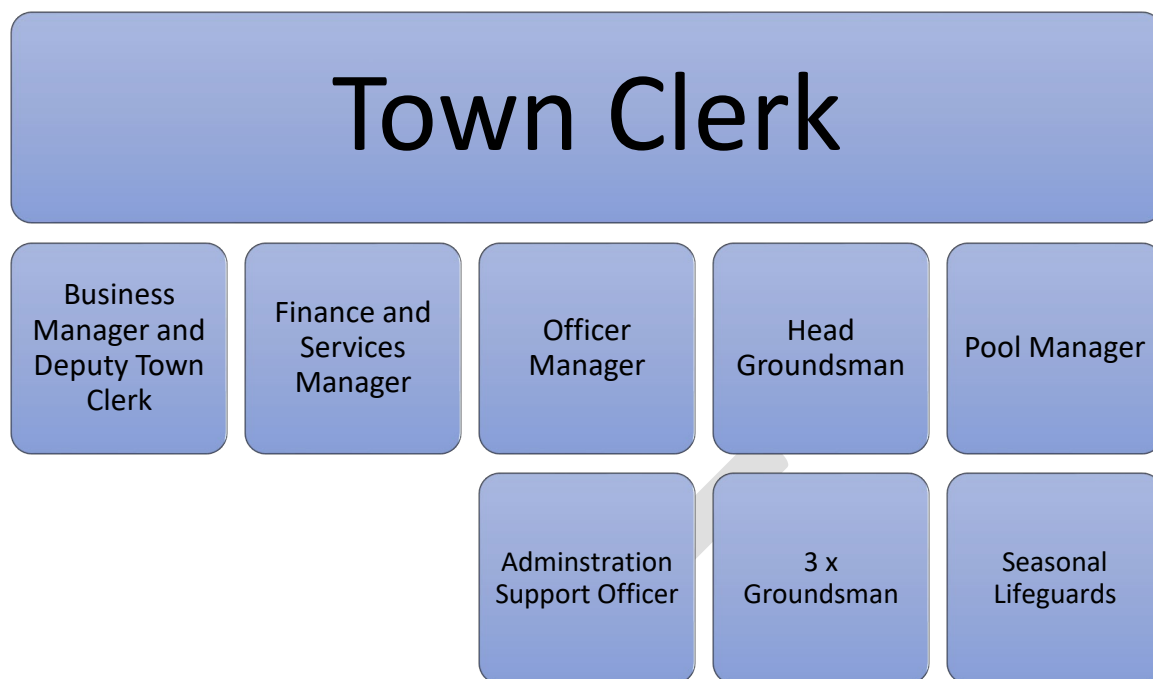 Town Clerk
Business
Manager and
Deputy Town
Clerk
Finance and
Services
Manager
Officer
Manager
Head
Groundsman
Pool Manager
Adminstration
Support Officer
3 x
Groundsman
Seasonal
Lifeguards